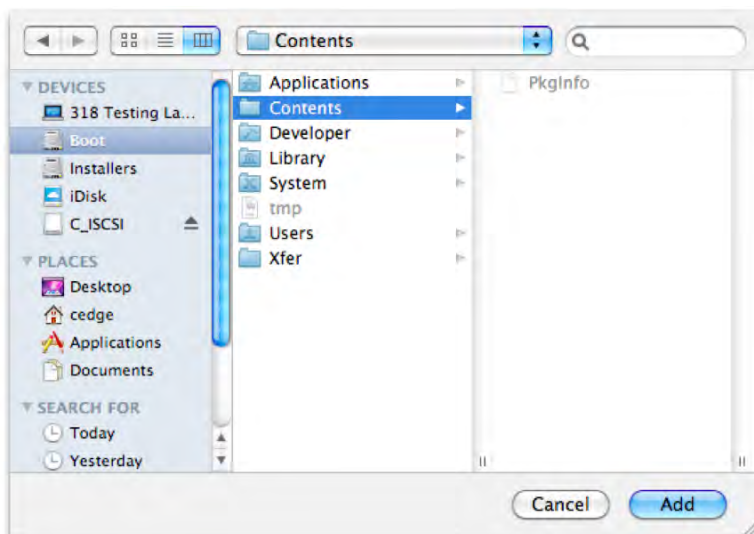 Contents
DEVICES
318 Testing La...
Boot
Installers
iDisk
C_ISCSI
PLACES
Desktop
cedge
Applications
Documents
SEARCH FOR
Today
Yesterday
Applications
Contents
Developer
Library
System
tmp
Users
Xfer
PkgInfo
Cancel
Add